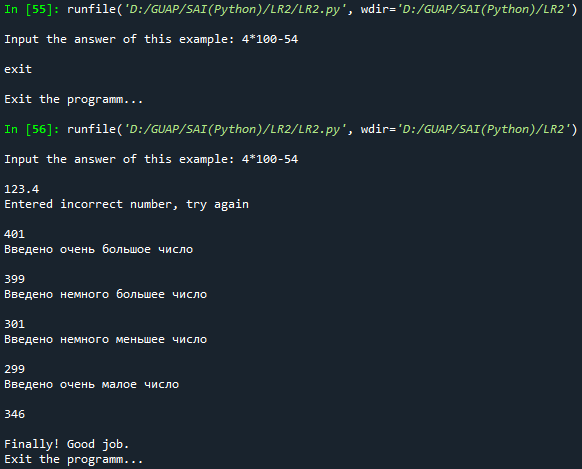 In [55]: runfile('D:/GUAP/SAI(Python)/LR2/LR2.py', wdir='D:/GUAP/SAI(Python)/LR2')
Input the answer of this example: 4*100-54
exit
Exit the programm...
In [56]: runfile('D:/GUAP/SAI(Python)/LR2/LR2.py', wdir='D:/GUAP/SAI(Python)/LR2')
Input the answer of this example: 4*100-54
123.4
Entered incorrect number, try again
401
Введено очень большое число
399
Введено немного большее число
301
Введено немного меньшее число
299
Введено очень малое число
346
Finally! Good job.
Exit the programm...